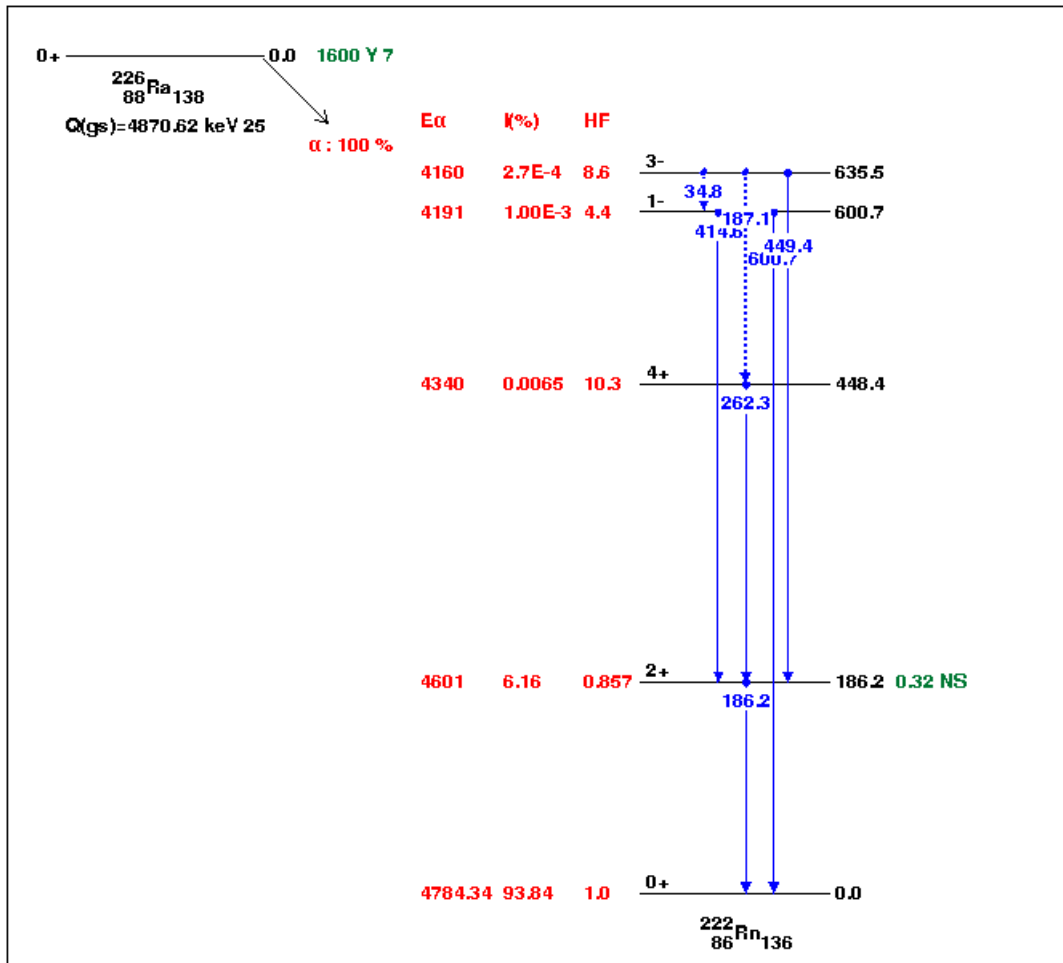 0+ 0.0 1600 Y 7
226 88 Ra 138
Q(gs)=4870.62 keV 25
α : 100 %
Eα I(%) HF
4160 2.7E-4 8.6 3- 635.5
34.8
4191 1.00E-3 4.4 1- 600.7
187.1
414.6
449.4
600.7
4340 0.0065 10.3 4+ 448.4
262.3
4601 6.16 0.857 2+ 186.2 0.32 NS
186.2
4784.34 93.84 1.0 0+ 0.0
222 86 Rn 136